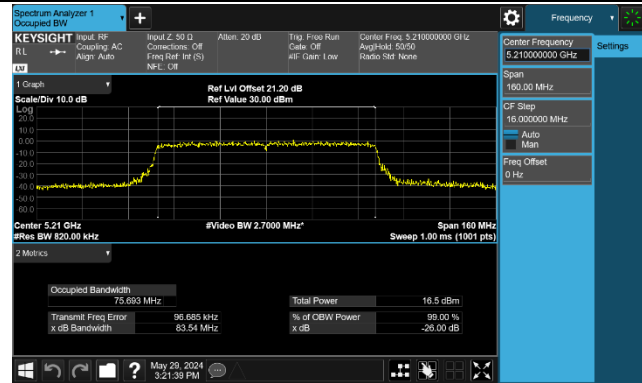 Spectrum Analyzer 1
Occupied BW
+
Frequency
KEYSIGHT
RL
LXI
Input: RF
Coupling: AC
Align: Auto
Input Z: 50 Ω
Corrections: Off
Freq Ref: Int (S)
NFE: Off
Atten: 20 dB
Trig: Free Run
Gate: Off
#IF Gain: Low
Center Freq: 5.210000000 GHz
Avg|Hold: 50/50
Radio Std: None
Center Frequency
5.210000000 GHz
Settings
Span
160.00 MHz
CF Step
16.000000 MHz
Auto
Man
Freq Offset
0 Hz
1 Graph
Scale/Div 10.0 dB
Ref Lvl Offset 21.20 dB
Ref Value 30.00 dBm
Log
20.0
10.0
0.00
-10.0
-20.0
-30.0
-40.0
-50.0
-60.0
Center 5.21 GHz
#Res BW 820.00 kHz
#Video BW 2.7000 MHz*
Span 160 MHz
Sweep 1.00 ms (1001 pts)
2 Metrics
Occupied Bandwidth
75.693 MHz
Total Power 16.5 dBm
Transmit Freq Error 96.685 kHz
% of OBW Power 99.00 %
x dB Bandwidth 83.54 MHz
x dB -26.00 dB
?
May 29, 2024
3:21:39 PM